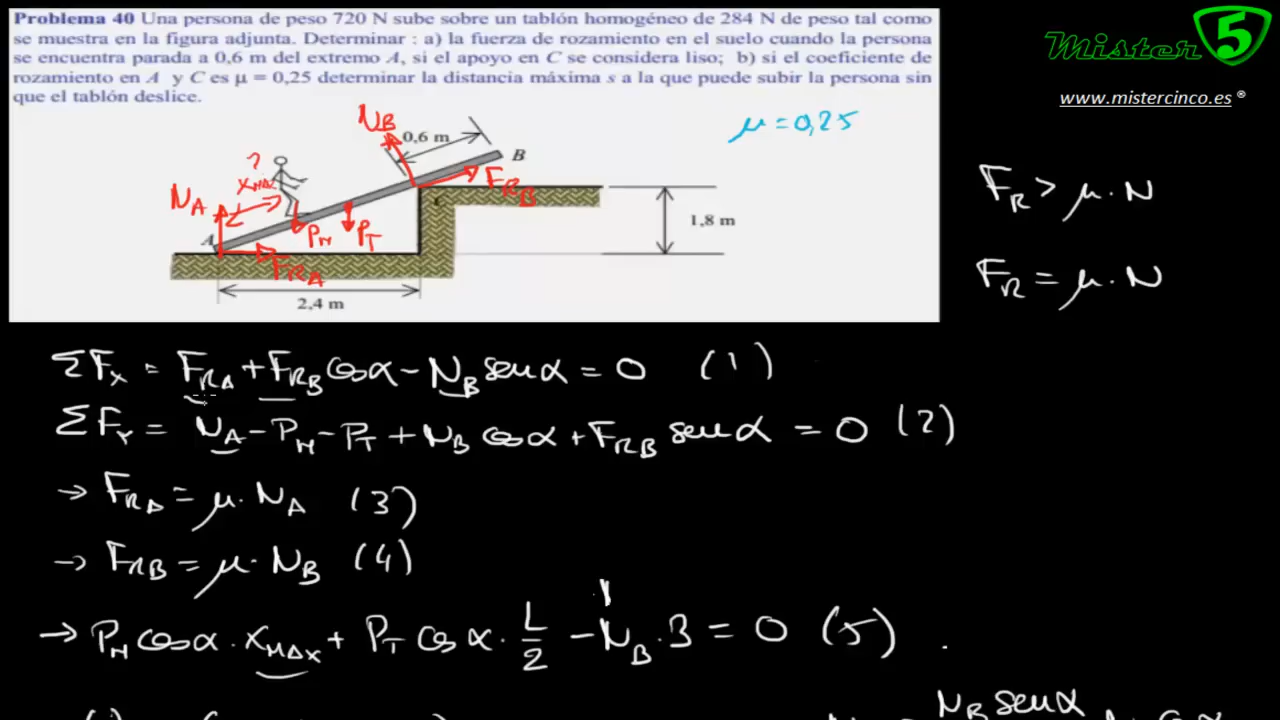 Problema 40 Una persona de peso 720 N sube sobre un tablón homogéneo de 284 N de peso tal como
se muestra en la figura adjunta. Determinar : a) la fuerza de rozamiento en el suelo cuando la persona
se encuentra parada a 0,6 m del extremo A, si el apoyo en C se considera liso; b) si el coeficiente de
rozamiento en A y C es μ = 0,25 determinar la distancia máxima s a la que puede subir la persona sin
que el tablón deslice.
Mister 5
www.mistercinco.es ®
N_B
0,6 m
B
μ = 0,25
?
X_MAX
F_RB
N_A
P_H
P_T
A
F_RA
1,8 m
2,4 m
F_R > μ · N
F_R = μ · N
ΣF_X = F_RA + F_RB cos α - N_B sen α = 0 (1)
ΣF_Y = N_A - P_H - P_T + N_B cos α + F_RB sen α = 0 (2)
→ F_RA = μ · N_A (3)
→ F_RB = μ · N_B (4)
→ P_H cos α · X_MAX + P_T cos α · L/2 - N_B · 3 = 0 (5)
N_B sen α